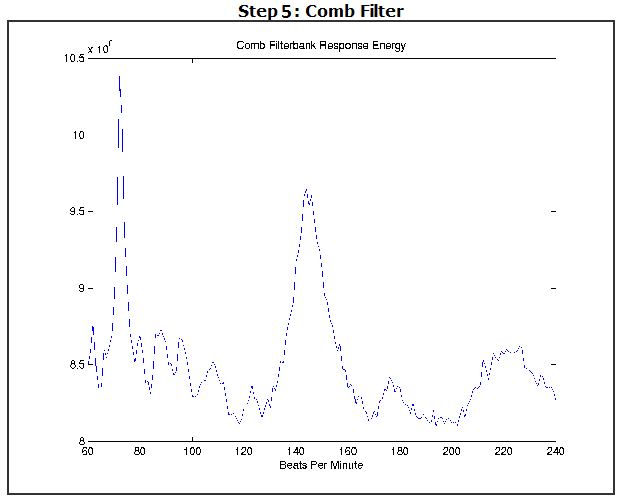 Step 5: Comb Filter
x 10
Comb Filterbank Response Energy
10.5
10
9.5
9
8.5
8
60 80 100 120 140 160 180 200 220 240
Beats Per Minute